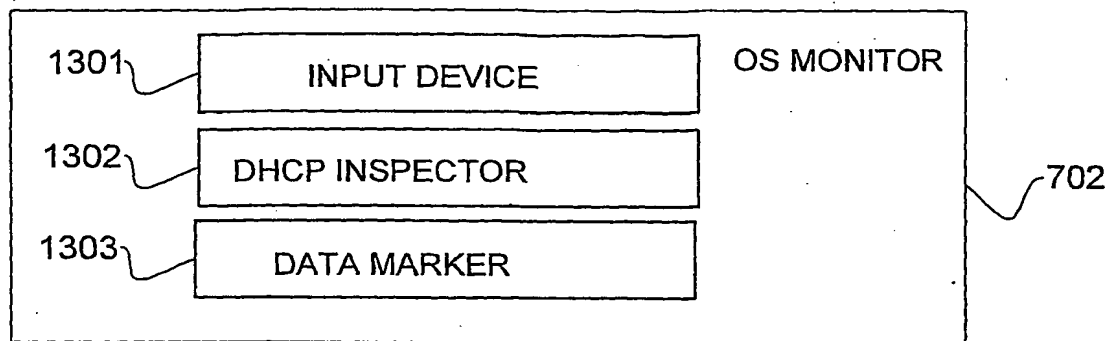 1301
INPUT DEVICE
OS MONITOR
1302
DHCP INSPECTOR
702
1303
DATA MARKER